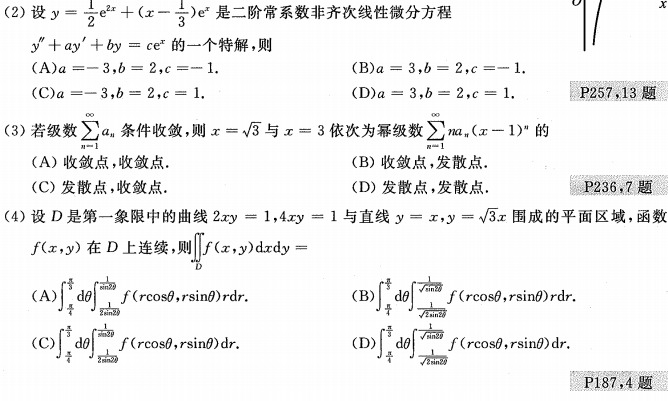 O x
(2) 设 y = 1/2 e^{2x} + (x − 1/3)e^x 是二阶常系数非齐次线性微分方程
y″ + ay′ + by = ce^x 的一个特解,则
(A)a = −3,b = 2,c = −1. (B)a = 3,b = 2,c = −1.
(C)a = −3,b = 2,c = 1. (D)a = 3,b = 2,c = 1. P257,13 题
(3) 若级数 ∑_{n=1}^{∞} a_n 条件收敛,则 x = √3 与 x = 3 依次为幂级数 ∑_{n=1}^{∞} na_n(x − 1)^n 的
(A) 收敛点,收敛点. (B) 收敛点,发散点.
(C) 发散点,收敛点. (D) 发散点,发散点. P236,7 题
(4) 设 D 是第一象限中的曲线 2xy = 1,4xy = 1 与直线 y = x,y = √3x 围成的平面区域,函数
f(x,y) 在 D 上连续,则∬_D f(x,y)dxdy =
(A)∫_{π/4}^{π/3} dθ∫_{1/(2sin2θ)}^{1/(sin2θ)} f(rcosθ,rsinθ)rdr. (B)∫_{π/4}^{π/3} dθ∫_{1/√(2sin2θ)}^{1/√(sin2θ)} f(rcosθ,rsinθ)rdr.
(C)∫_{π/4}^{π/3} dθ∫_{1/(2sin2θ)}^{1/(sin2θ)} f(rcosθ,rsinθ)dr. (D)∫_{π/4}^{π/3} dθ∫_{1/√(2sin2θ)}^{1/√(sin2θ)} f(rcosθ,rsinθ)dr.
P187,4 题